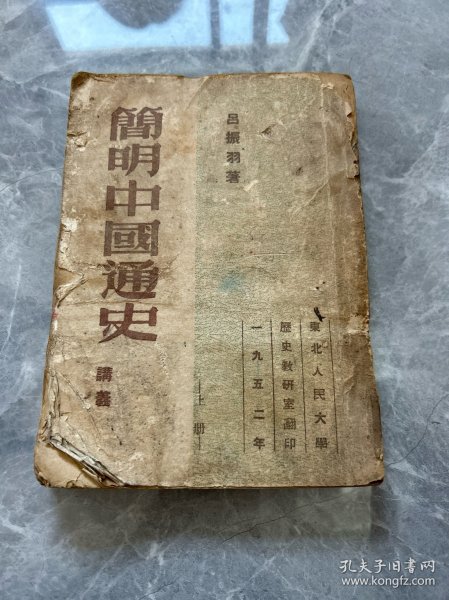 簡明中國通史
講義
上冊
呂振羽著
東北人民大學
歷史教研室翻印
一九五二年
孔夫子旧书网
www.kongfz.com